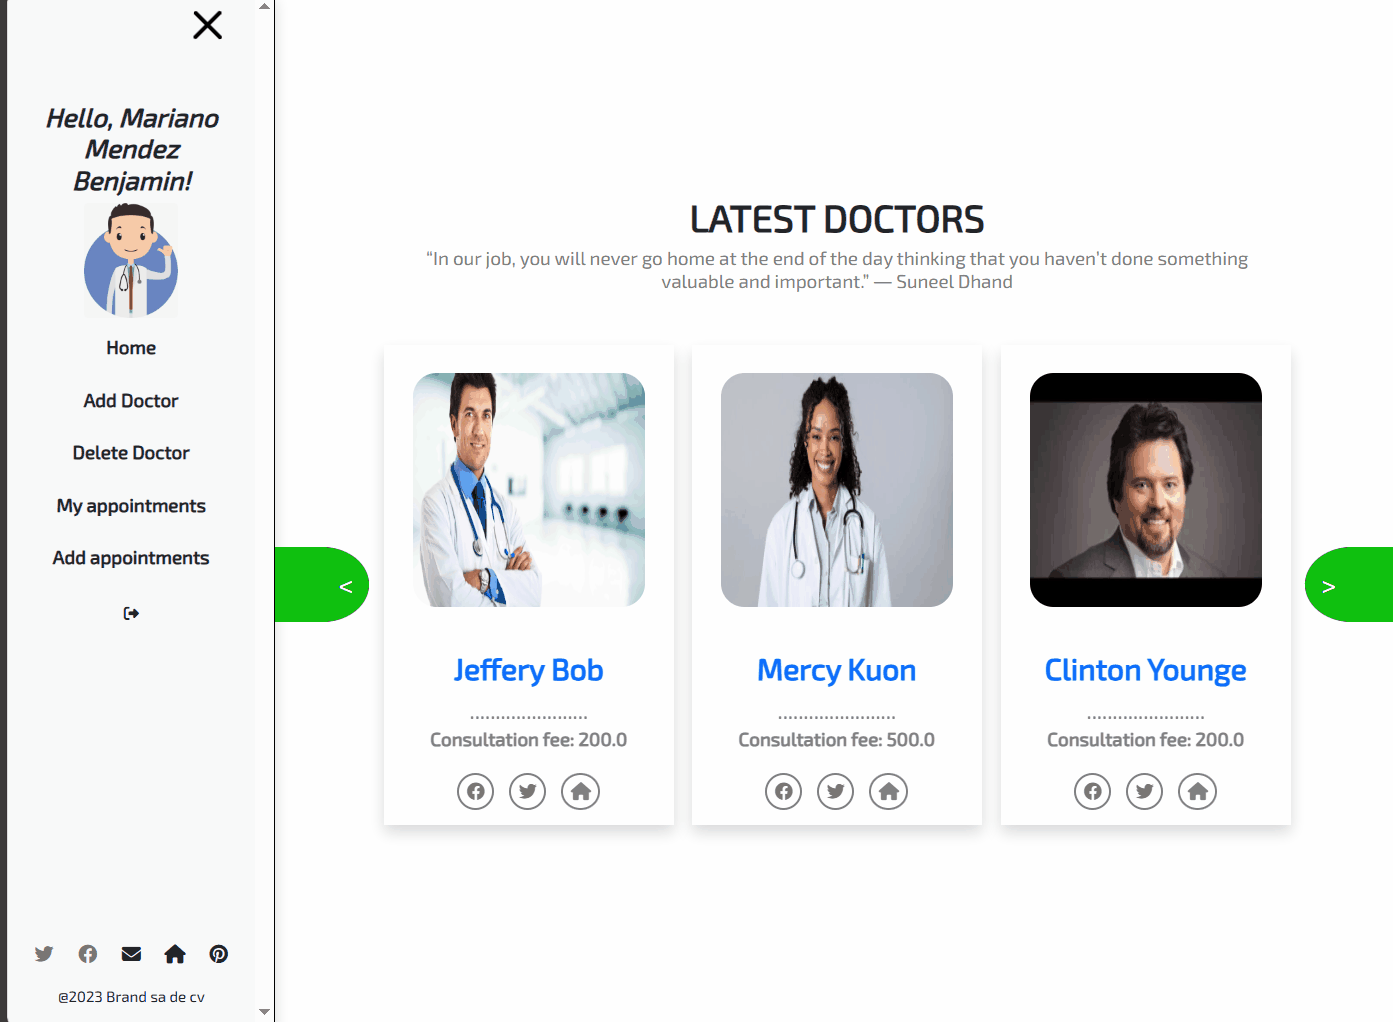 Hello, Mariano
Mendez
Benjamin!
Home
Add Doctor
Delete Doctor
My appointments
Add appointments
@2023 Brand sa de cv
LATEST DOCTORS
“In our job, you will never go home at the end of the day thinking that you haven’t done something
valuable and important.” — Suneel Dhand
<
>
Jeffery Bob
........................
Consultation fee: 200.0
Mercy Kuon
........................
Consultation fee: 500.0
Clinton Younge
........................
Consultation fee: 200.0